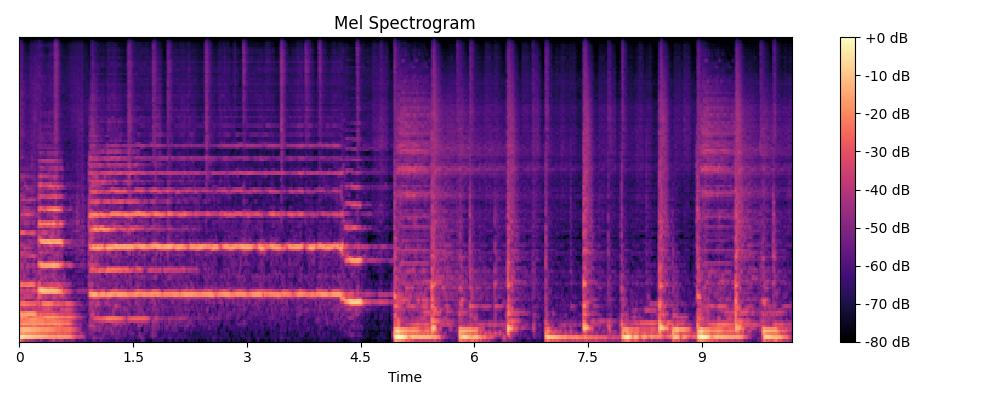 Mel Spectrogram
+0 dB
-10 dB
-20 dB
-30 dB
-40 dB
-50 dB
-60 dB
-70 dB
-80 dB
0 1.5 3 4.5 6 7.5 9
Time